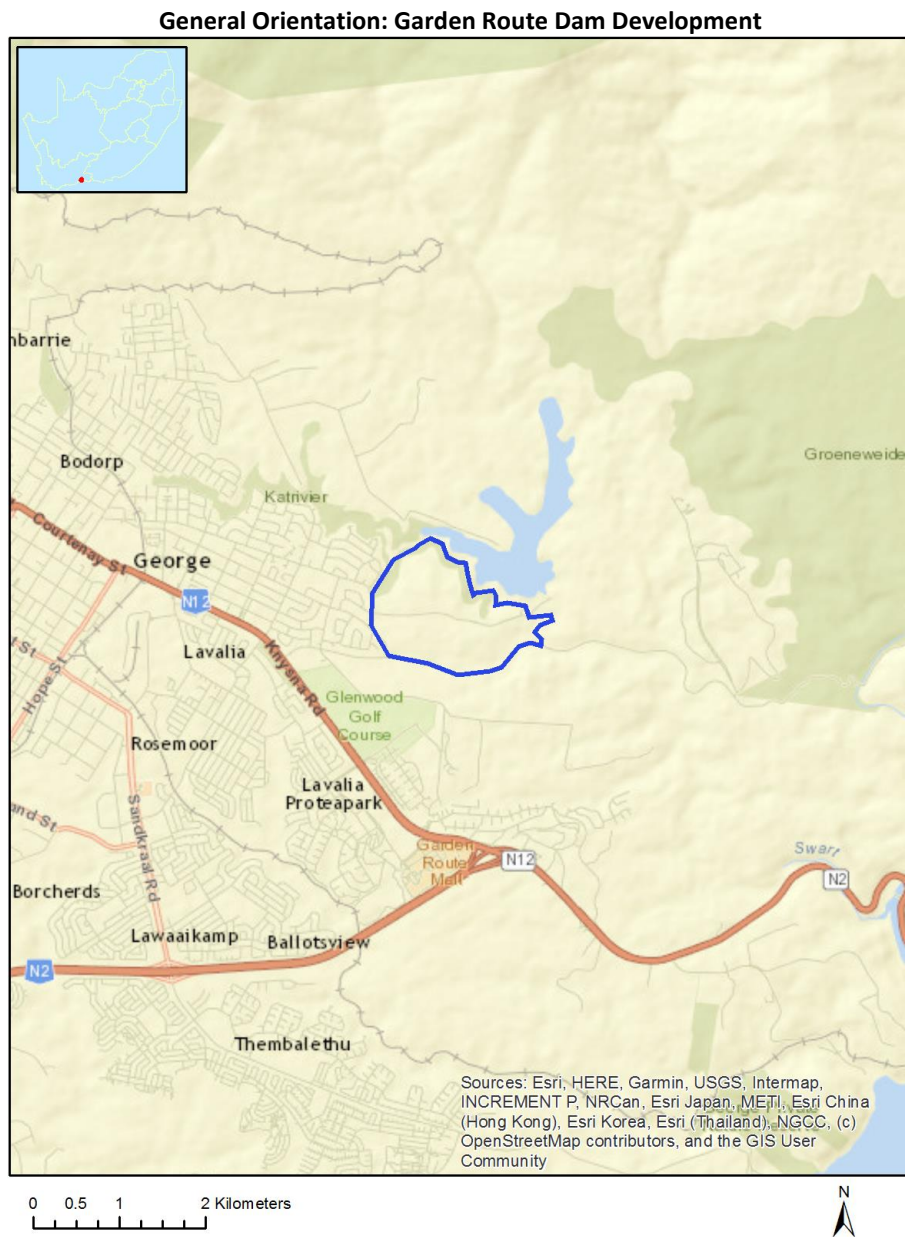 General Orientation: Garden Route Dam Development
nbarrie
Bodorp
Groeneweide
Katrivier
Courtenay St
George
N12
Lavalia
Knysna Rd
Hope St
Glenwood
Golf
Course
Rosemoor
Lavalia
Proteapark
Sandkraal Rd
Garden
Route
Mall
N12
Swart
N2
Borcherds
Lawaaikamp
Ballotsview
N2
Thembalethu
Sources: Esri, HERE, Garmin, USGS, Intermap,
INCREMENT P, NRCan, Esri Japan, METI, Esri China
(Hong Kong), Esri Korea, Esri (Thailand), NGCC, (c)
OpenStreetMap contributors, and the GIS User
Community
0 0.5 1 2 Kilometers
N